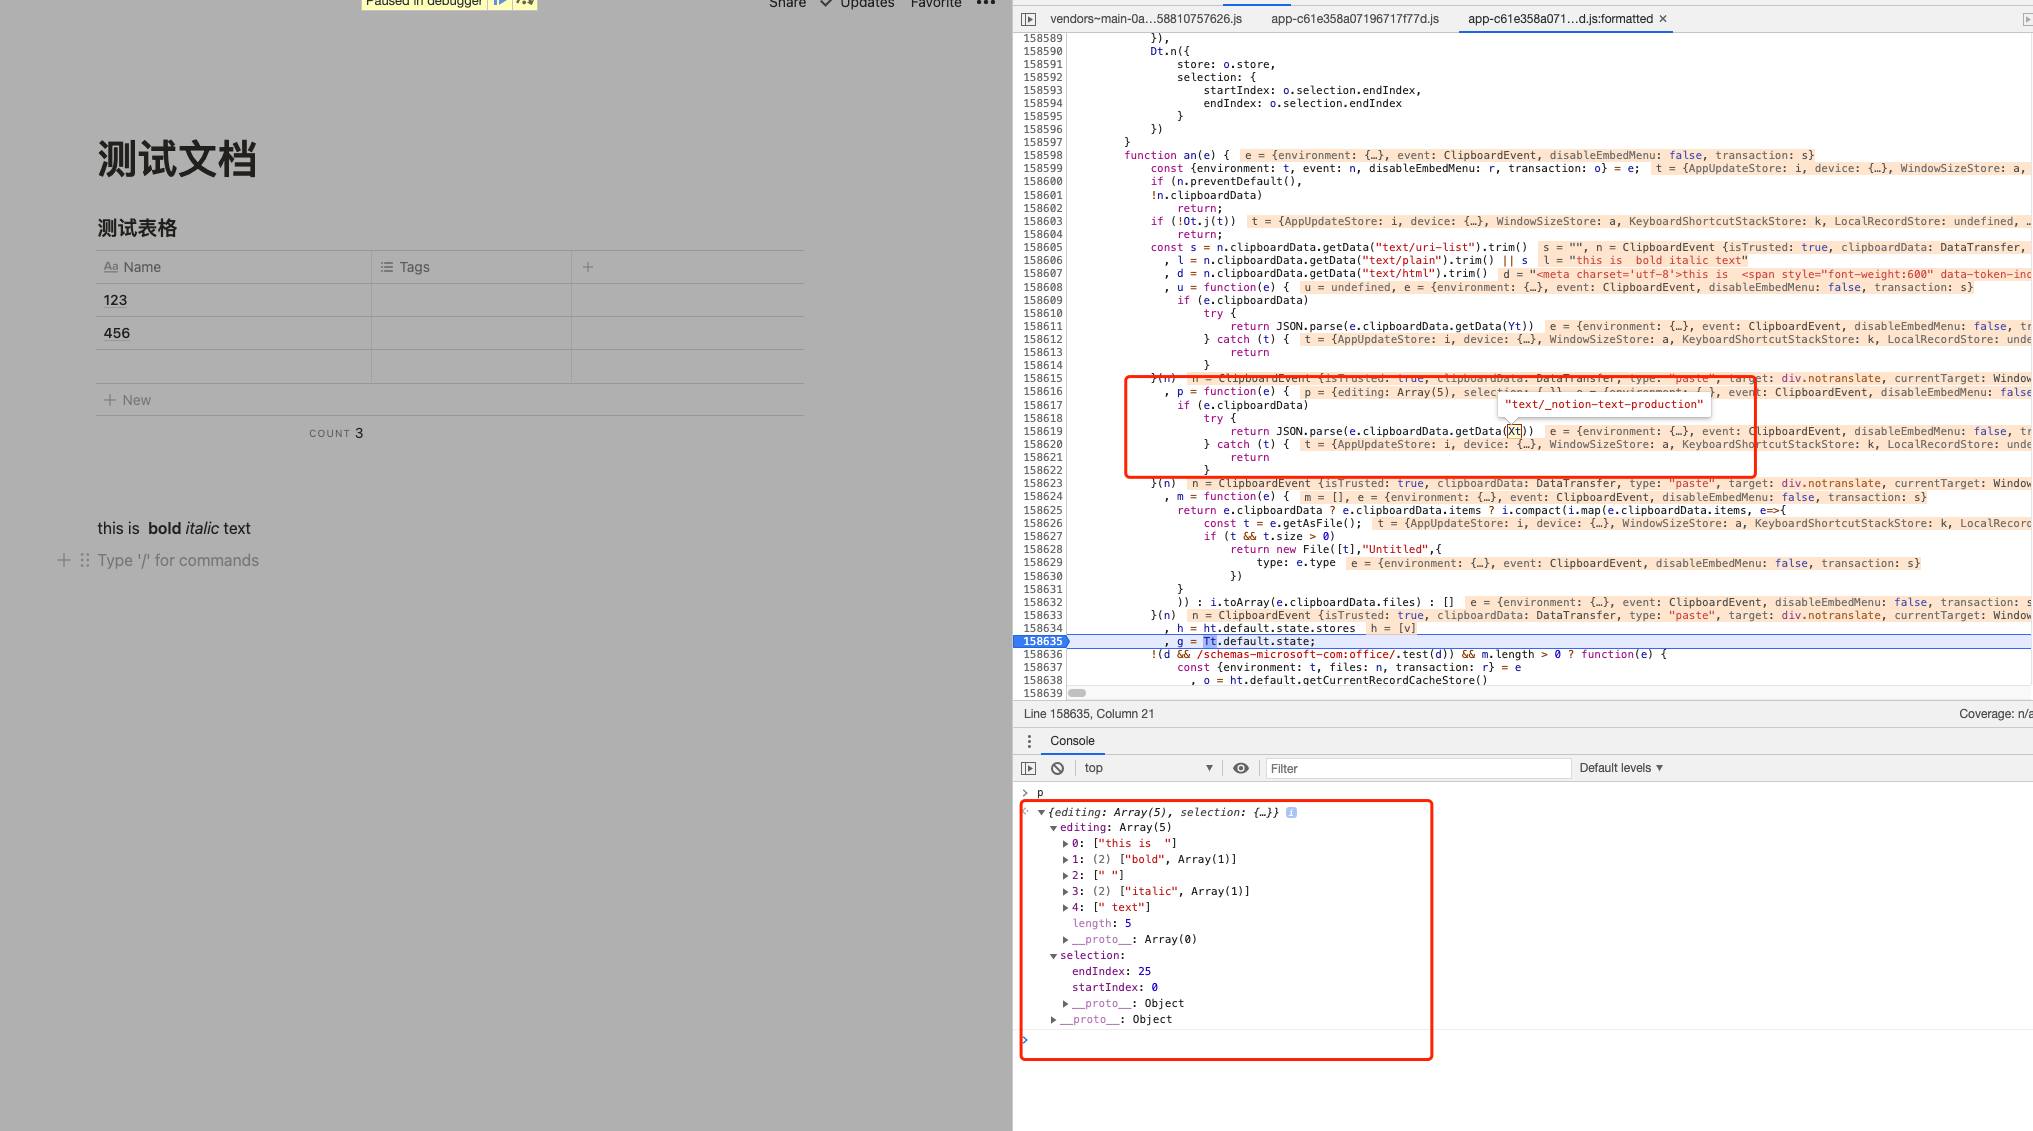 Paused in debugger
Share Updates Favorite •••
测试文档
测试表格
Aa Name Tags +
123
456
+ New
COUNT 3
this is  bold italic text
Type '/' for commands
vendors~main-0a…58810757626.js app-c61e358a07196717f77d.js app-c61e358a071…d.js:formatted ×
158589 }),
158590 Dt.n({
158591 store: o.store,
158592 selection: {
158593 startIndex: o.selection.endIndex,
158594 endIndex: o.selection.endIndex
158595 }
158596 })
158597 }
158598 function an(e) { e = {environment: {…}, event: ClipboardEvent, disableEmbedMenu: false, transaction: s}
158599 const {environment: t, event: n, disableEmbedMenu: r, transaction: o} = e; t = {AppUpdateStore: i, device: {…}, WindowSizeStore: a,
158600 if (n.preventDefault(),
158601 !n.clipboardData)
158602 return;
158603 if (!Ot.j(t)) t = {AppUpdateStore: i, device: {…}, WindowSizeStore: a, KeyboardShortcutStackStore: k, LocalRecordStore: undefined, …
158604 return;
158605 const s = n.clipboardData.getData("text/uri-list").trim() s = "", n = ClipboardEvent {isTrusted: true, clipboardData: DataTransfer,
158606 , l = n.clipboardData.getData("text/plain").trim() || s l = "this is  bold italic text"
158607 , d = n.clipboardData.getData("text/html").trim() d = "<meta charset='utf-8'>this is  <span style="font-weight:600" data-token-ind
158608 , u = function(e) { u = undefined, e = {environment: {…}, event: ClipboardEvent, disableEmbedMenu: false, transaction: s}
158609 if (e.clipboardData)
158610 try {
158611 return JSON.parse(e.clipboardData.getData(Yt)) e = {environment: {…}, event: ClipboardEvent, disableEmbedMenu: false, tr
158612 } catch (t) { t = {AppUpdateStore: i, device: {…}, WindowSizeStore: a, KeyboardShortcutStackStore: k, LocalRecordStore: unde
158613 return
158614 }
158615 }(n) n = ClipboardEvent {isTrusted: true, clipboardData: DataTransfer, type: "paste", target: div.notranslate, currentTarget: Window
158616 , p = function(e) { p = {editing: Array(5), selection: {…}}, e = {environment: {…}, event: ClipboardEvent, disableEmbedMenu: false
"text/_notion-text-production"
158617 if (e.clipboardData)
158618 try {
158619 return JSON.parse(e.clipboardData.getData(Xt)) e = {environment: {…}, event: ClipboardEvent, disableEmbedMenu: false, tr
158620 } catch (t) { t = {AppUpdateStore: i, device: {…}, WindowSizeStore: a, KeyboardShortcutStackStore: k, LocalRecordStore: unde
158621 return
158622 }
158623 }(n) n = ClipboardEvent {isTrusted: true, clipboardData: DataTransfer, type: "paste", target: div.notranslate, currentTarget: Window
158624 , m = function(e) { m = [], e = {environment: {…}, event: ClipboardEvent, disableEmbedMenu: false, transaction: s}
158625 return e.clipboardData ? e.clipboardData.items ? i.compact(i.map(e.clipboardData.items, e=>{
158626 const t = e.getAsFile(); t = {AppUpdateStore: i, device: {…}, WindowSizeStore: a, KeyboardShortcutStackStore: k, LocalRecord
158627 if (t && t.size > 0)
158628 return new File([t],"Untitled",{
158629 type: e.type e = {environment: {…}, event: ClipboardEvent, disableEmbedMenu: false, transaction: s}
158630 })
158631 }
158632 )) : i.toArray(e.clipboardData.files) : [] e = {environment: {…}, event: ClipboardEvent, disableEmbedMenu: false, transaction: s
158633 }(n) n = ClipboardEvent {isTrusted: true, clipboardData: DataTransfer, type: "paste", target: div.notranslate, currentTarget: Window
158634 , h = ht.default.state.stores h = [v]
158635 , g = Tt.default.state;
158636 !(d && /schemas-microsoft-com:office/.test(d)) && m.length > 0 ? function(e) {
158637 const {environment: t, files: n, transaction: r} = e
158638 , o = ht.default.getCurrentRecordCacheStore()
158639
Line 158635, Column 21 Coverage: n/a
Console
top Filter Default levels ▼
p
{editing: Array(5), selection: {…}} i
editing: Array(5)
0: ["this is  "]
1: (2) ["bold", Array(1)]
2: [" "]
3: (2) ["italic", Array(1)]
4: [" text"]
length: 5
__proto__: Array(0)
selection:
endIndex: 25
startIndex: 0
__proto__: Object
__proto__: Object